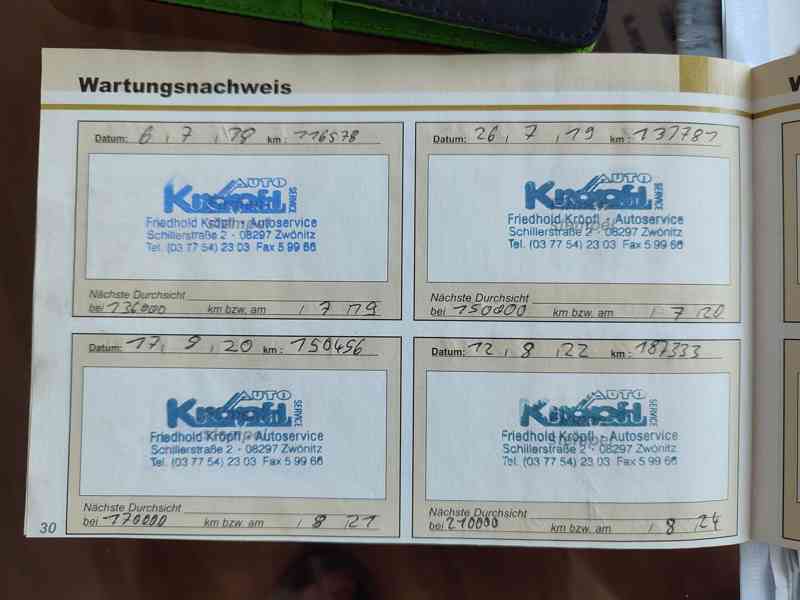 Wartungsnachweis
Datum: 6 , 7 , 18 km : 116578
AUTO
Kröpfl
SERVICE
Friedhold Kröpfl - Autoservice
Schillerstraße 2 - 08297 Zwönitz
Tel. (03 77 54) 23 03 Fax 5 99 66
Nächste Durchsicht
bei 136000 km bzw. am , 7 , 19
Datum: 26 , 7 , 19 km : 137781
AUTO
Kröpfl
SERVICE
Friedhold Kröpfl - Autoservice
Schillerstraße 2 - 08297 Zwönitz
Tel. (03 77 54) 23 03 Fax 5 99 66
Nächste Durchsicht
bei 150000 km bzw. am , 7 , 20
Datum: 17 , 9 , 20 km : 150456
AUTO
Kröpfl
SERVICE
Friedhold Kröpfl - Autoservice
Schillerstraße 2 - 08297 Zwönitz
Tel. (03 77 54) 23 03 Fax 5 99 66
Nächste Durchsicht
bei 170000 km bzw. am , 8 , 21
Datum: 12 , 8 , 22 km : 187333
AUTO
Kröpfl
SERVICE
Friedhold Kröpfl - Autoservice
Schillerstraße 2 - 08297 Zwönitz
Tel. (03 77 54) 23 03 Fax 5 99 66
Nächste Durchsicht
bei 210000 km bzw. am , 8 , 24
30